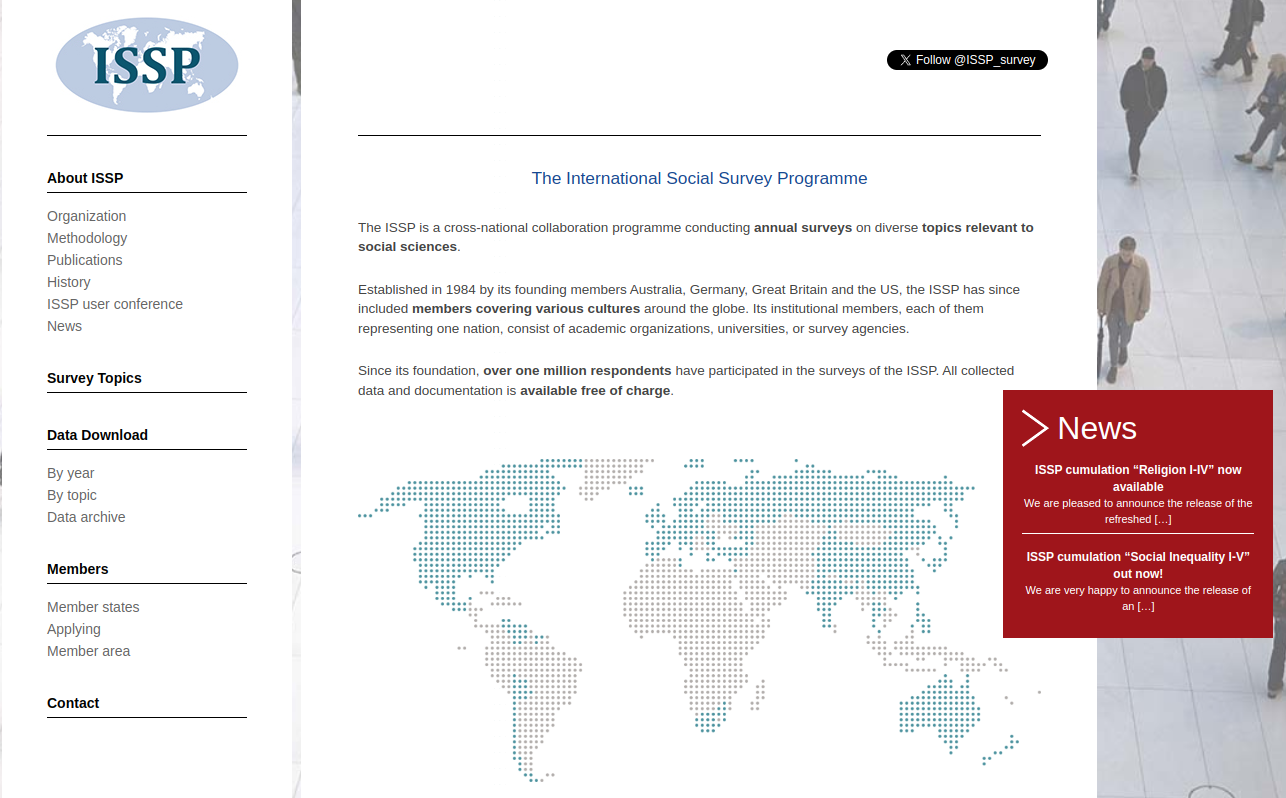 ISSP
About ISSP
Organization
Methodology
Publications
History
ISSP user conference
News
Survey Topics
Data Download
By year
By topic
Data archive
Members
Member states
Applying
Member area
Contact
Follow @ISSP_survey
The International Social Survey Programme
The ISSP is a cross-national collaboration programme conducting annual surveys on diverse topics relevant to
social sciences.
Established in 1984 by its founding members Australia, Germany, Great Britain and the US, the ISSP has since
included members covering various cultures around the globe. Its institutional members, each of them
representing one nation, consist of academic organizations, universities, or survey agencies.
Since its foundation, over one million respondents have participated in the surveys of the ISSP. All collected
data and documentation is available free of charge.
News
ISSP cumulation “Religion I-IV” now
available
We are pleased to announce the release of the
refreshed […]
ISSP cumulation “Social Inequality I-V”
out now!
We are very happy to announce the release of
an […]